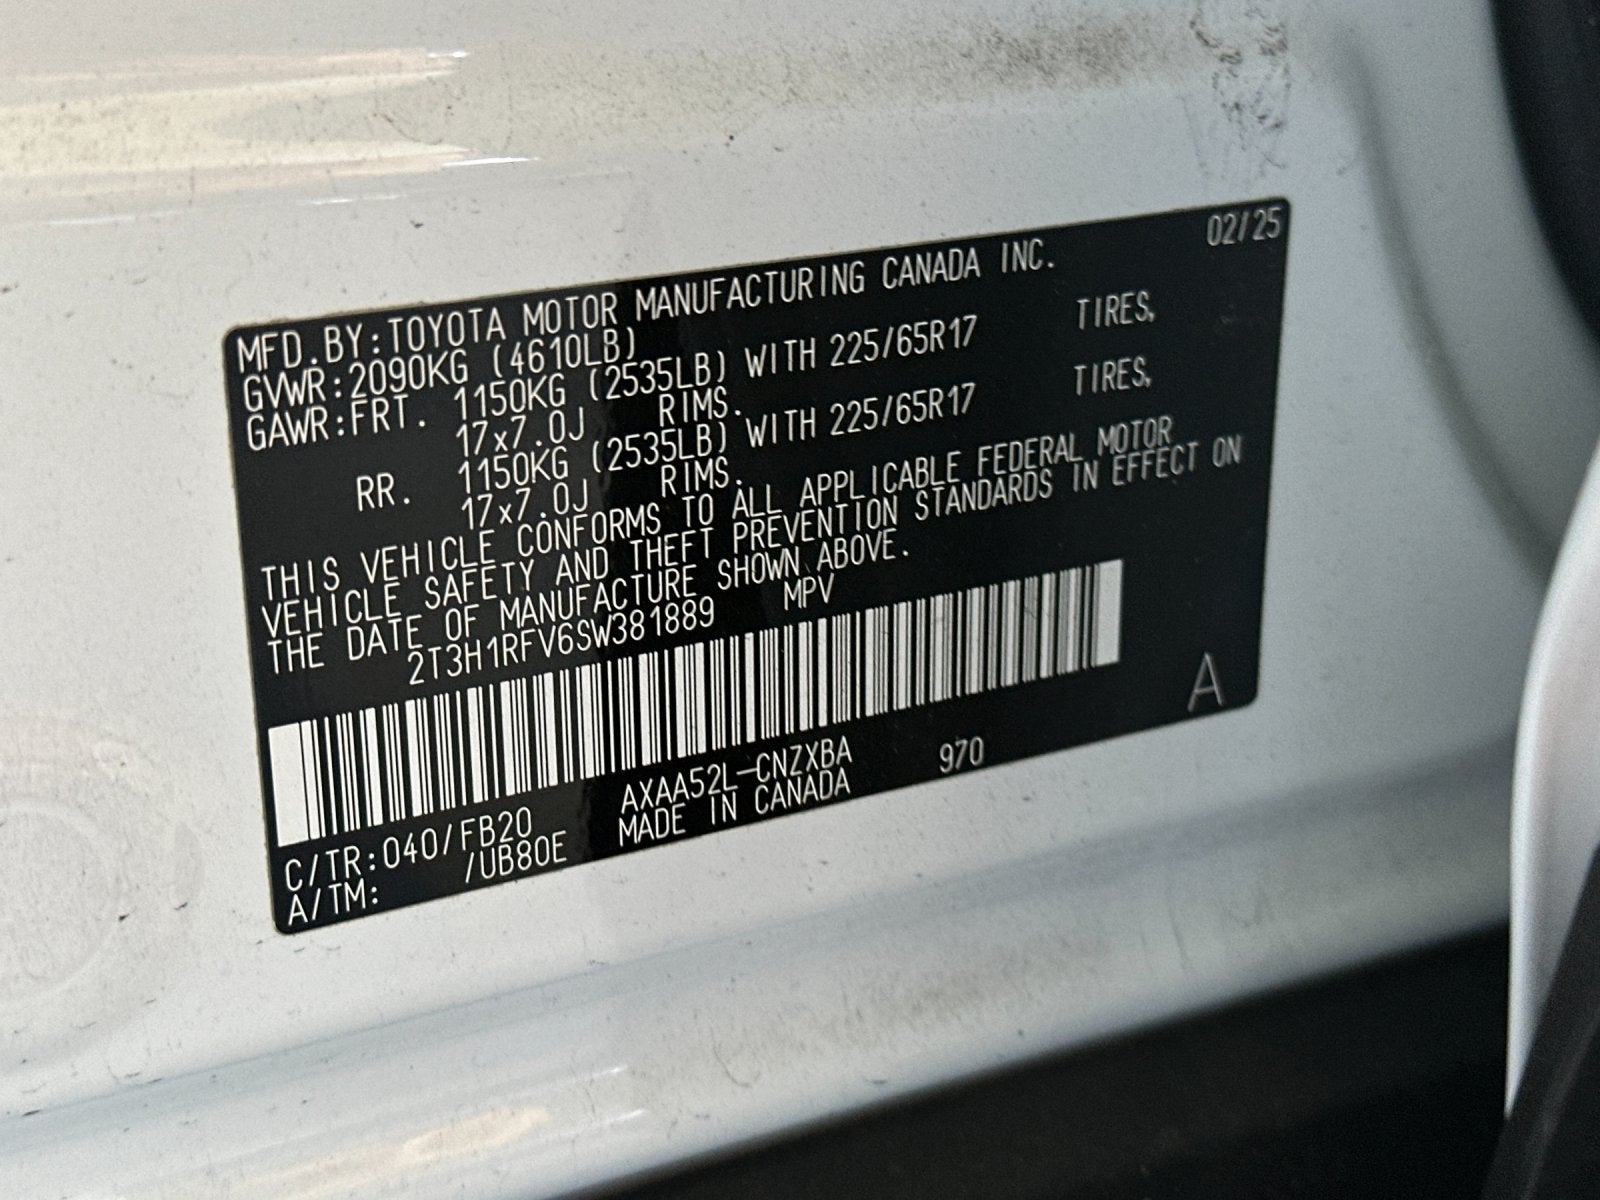 02/25
MFD.BY:TOYOTA MOTOR MANUFACTURING CANADA INC.
GVWR:2090KG (4610LB)
GAWR:FRT. 1150KG (2535LB) WITH 225/65R17 TIRES,
17x7.0J RIMS.
RR. 1150KG (2535LB) WITH 225/65R17 TIRES,
17x7.0J RIMS.
THIS VEHICLE CONFORMS TO ALL APPLICABLE FEDERAL MOTOR
VEHICLE SAFETY AND THEFT PREVENTION STANDARDS IN EFFECT ON
THE DATE OF MANUFACTURE SHOWN ABOVE.
2T3H1RFV6SW381889 MPV
A
C/TR:040/FB20 AXAA52L-CNZXBA 970
A/TM: /UB80E MADE IN CANADA